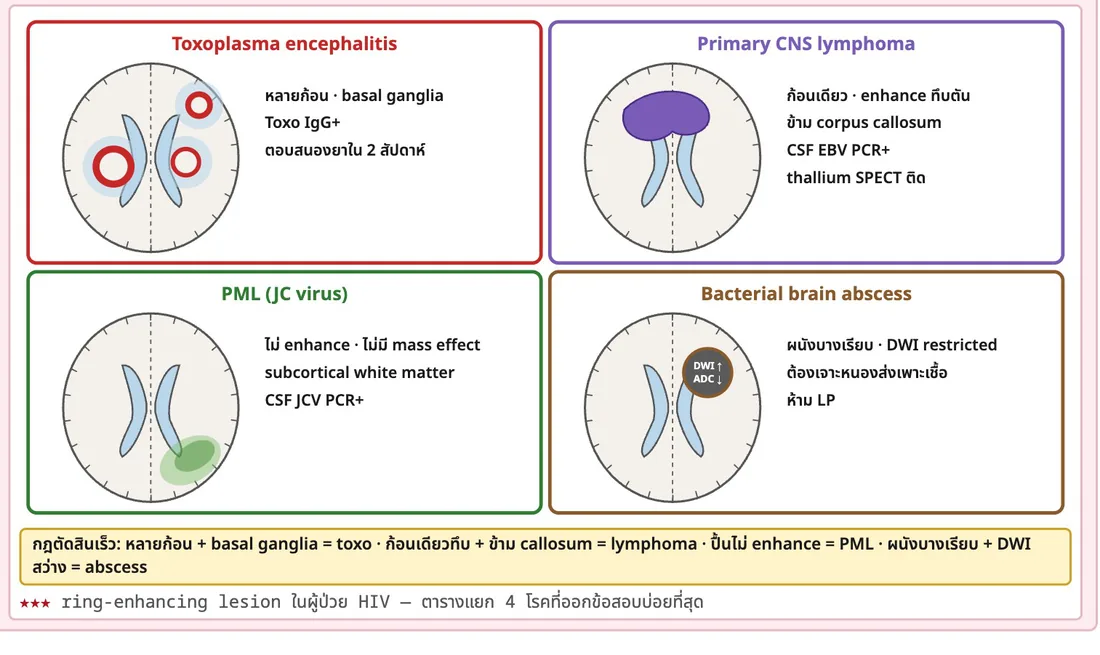 Toxoplasma encephalitis
หลายก้อน · basal ganglia
Toxo IgG+
ตอบสนองยาใน 2 สัปดาห์
Primary CNS lymphoma
ก้อนเดียว · enhance ทึบตัน
ข้าม corpus callosum
CSF EBV PCR+
thallium SPECT ติด
PML (JC virus)
ไม่ enhance · ไม่มี mass effect
subcortical white matter
CSF JCV PCR+
Bacterial brain abscess
DWI ↑
ADC ↓
ผนังบางเรียบ · DWI restricted
ต้องเจาะหนองส่งเพาะเชื้อ
ห้าม LP
กฎตัดสินเร็ว: หลายก้อน + basal ganglia = toxo · ก้อนเดียวทึบ + ข้าม callosum = lymphoma · ปื้นไม่ enhance = PML · ผนังบางเรียบ + DWI
สว่าง = abscess
★★★ ring-enhancing lesion ในผู้ป่วย HIV — ตารางแยก 4 โรคที่ออกข้อสอบบ่อยที่สุด